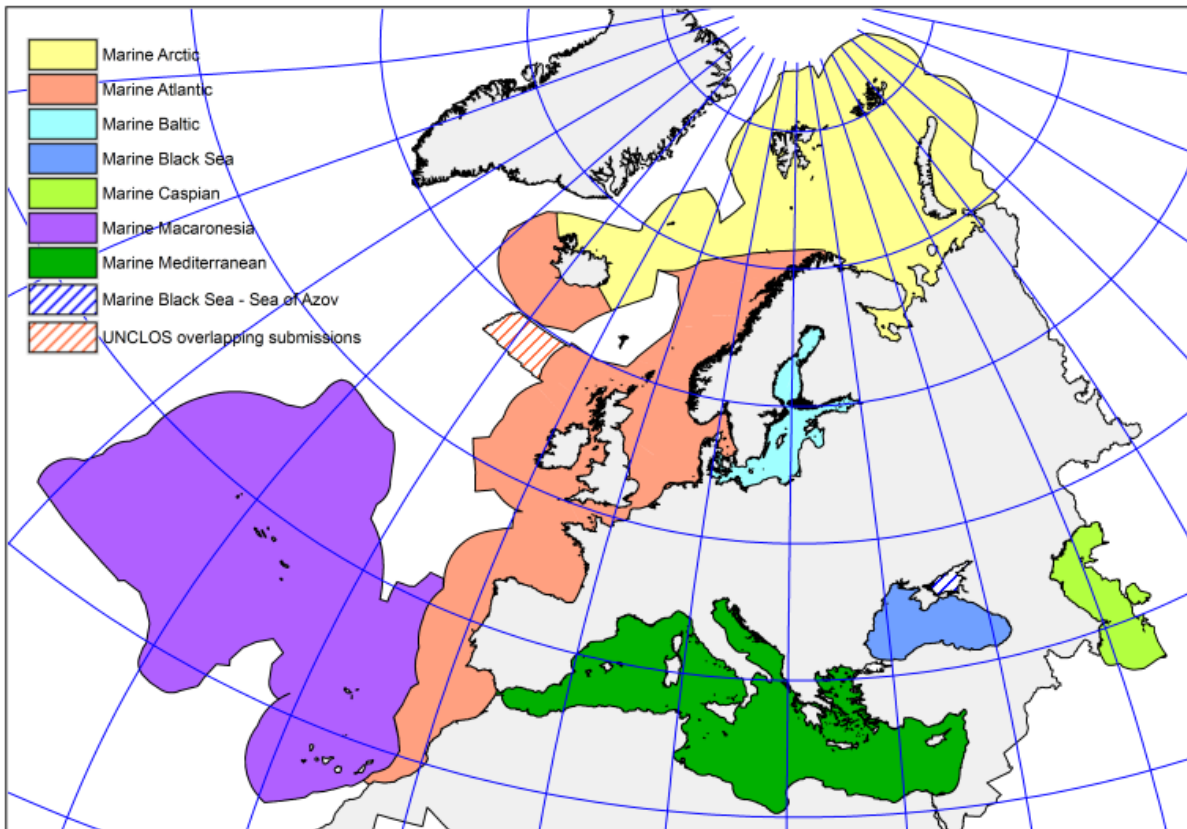 Marine Arctic
Marine Atlantic
Marine Baltic
Marine Black Sea
Marine Caspian
Marine Macaronesia
Marine Mediterranean
Marine Black Sea - Sea of Azov
UNCLOS overlapping submissions